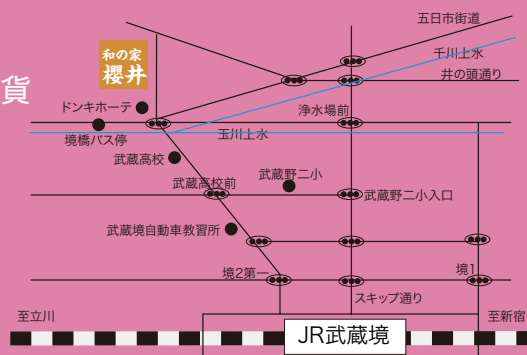 五日市街道
千川上水
井の頭通り
和の家
櫻井
貨
ドンキホーテ
境橋バス停
浄水場前
玉川上水
武蔵高校
武蔵高校前
武蔵野二小
武蔵野二小入口
武蔵境自動車教習所
境2第一
境1
スキップ通り
至立川
至新宿
JR武蔵境